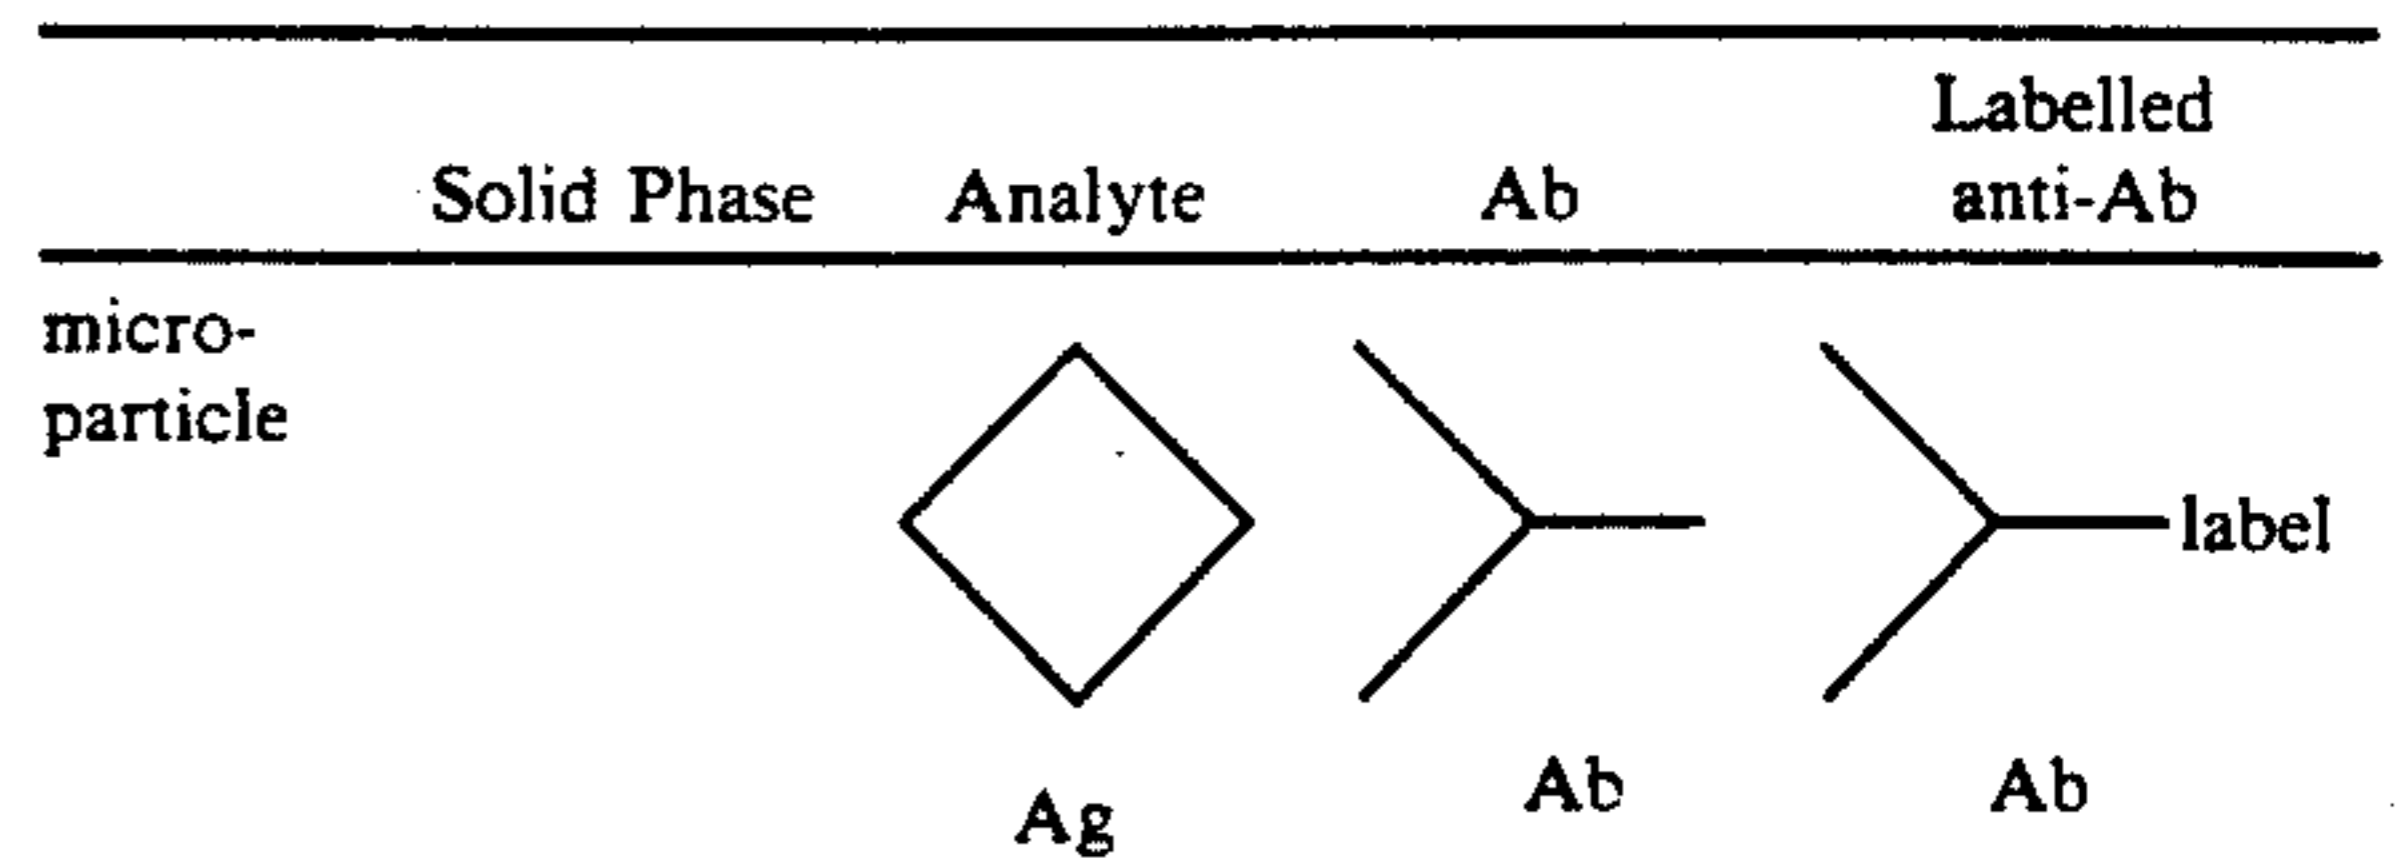 Labelled
Solid Phase Analyte Ab anti-Ab
micro-
particle
label
Ab Ab
Ag